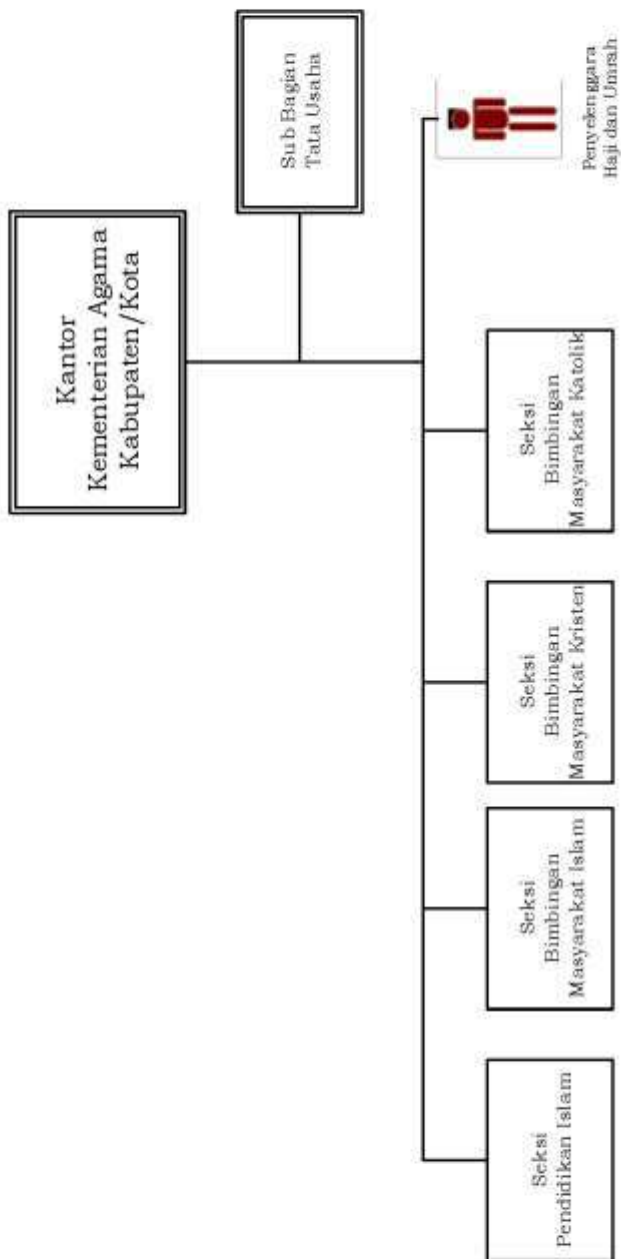 Kantor
Kementerian Agama
Kabupaten/Kota
Sub Bagian
Tata Usaha
Seksi
Pendidikan Islam
Seksi
Bimbingan
Masyarakat Islam
Seksi
Bimbingan
Masyarakat Kristen
Seksi
Bimbingan
Masyarakat Katolik
Penyelenggara
Haji dan Umrah